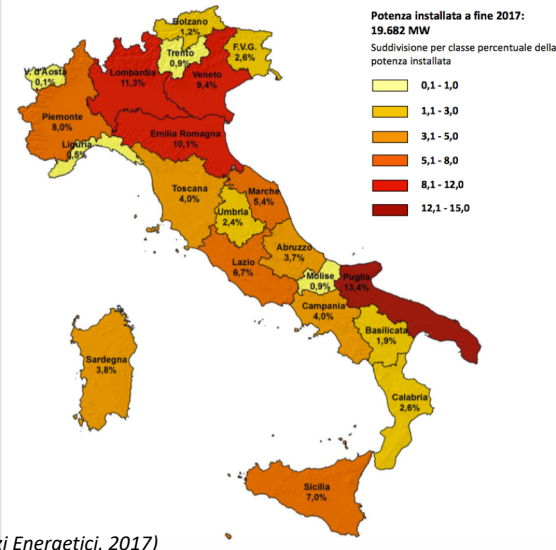 Potenza installata a fine 2017:
19.682 MW
Suddivisione per classe percentuale della
potenza installata
0,1 - 1,0
1,1 - 3,0
3,1 - 5,0
5,1 - 8,0
8,1 - 12,0
12,1 - 15,0
Bolzano
1,2%
Trento
0,9%
F.V.G.
2,6%
V. d'Aosta
0,1%
Lombardia
11,3%
Veneto
9,4%
Piemonte
8,0%
Emilia Romagna
10,1%
Liguria
0,5%
Toscana
4,0%
Marche
5,4%
Umbria
2,4%
Abruzzo
3,7%
Lazio
6,7%
Molise
0,9%
Puglia
13,4%
Campania
4,0%
Basilicata
1,9%
Sardegna
3,8%
Calabria
2,6%
Sicilia
7,0%
zi Energetici, 2017)